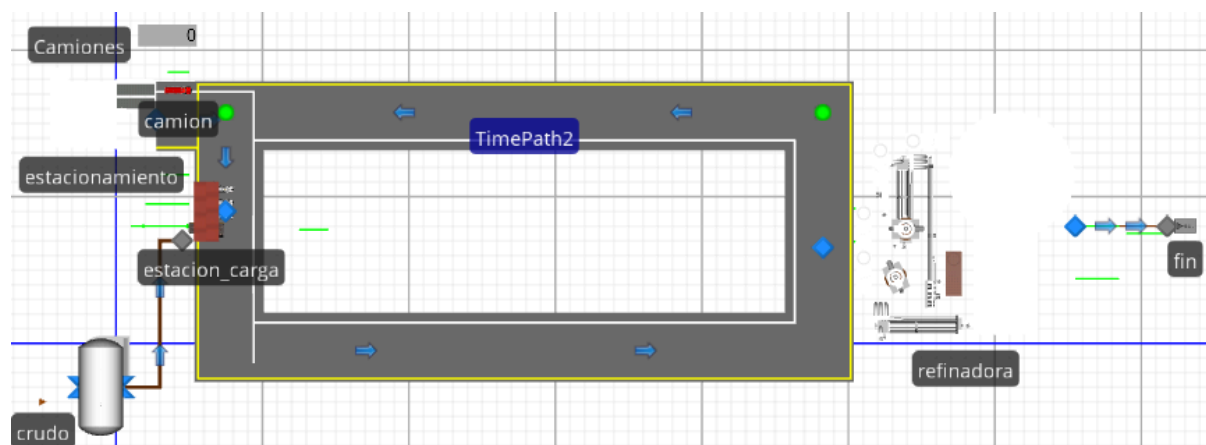 Camiones
0
camion
TimePath2
estacionamiento
estacion_carga
fin
refinadora
crudo